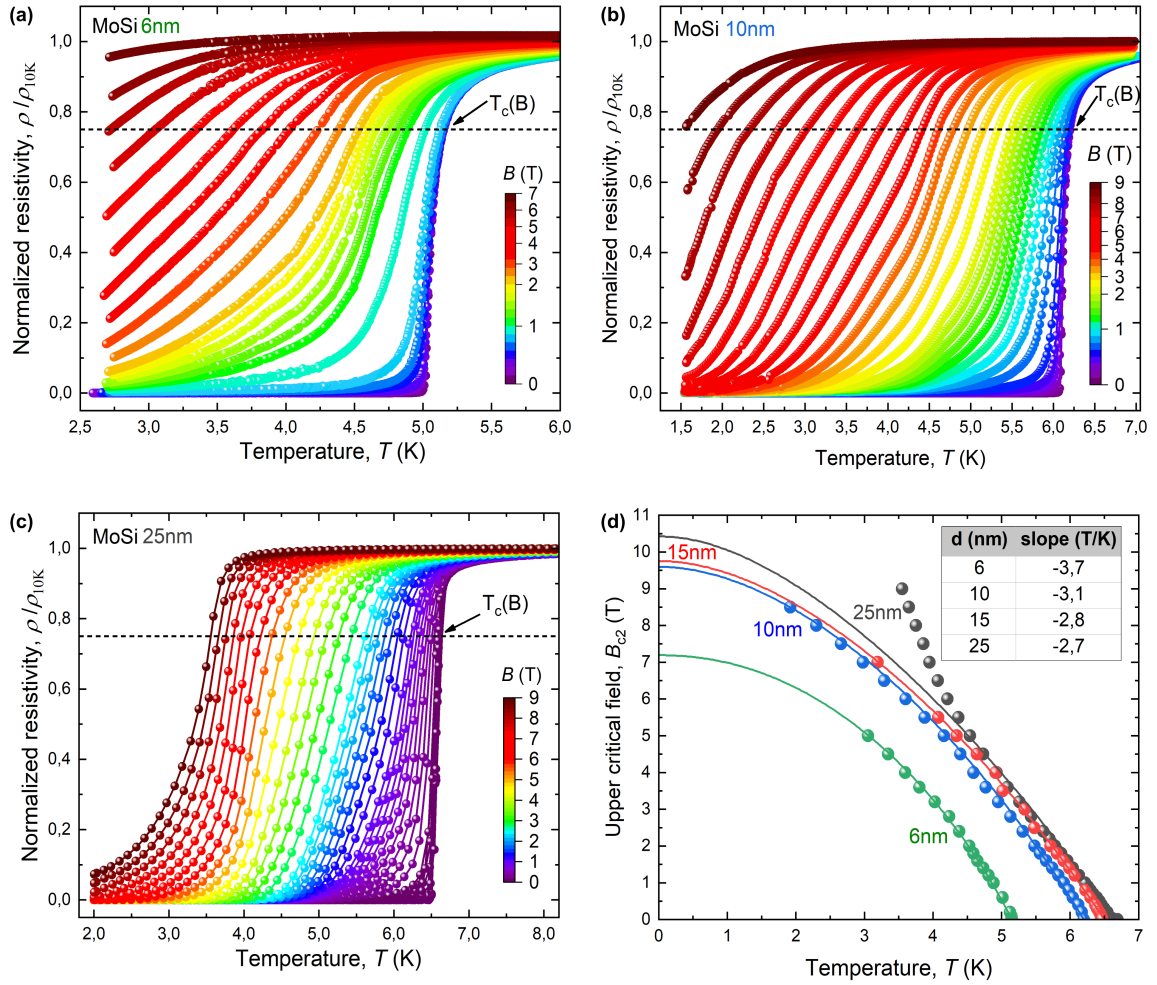 (a)
MoSi 6nm
Normalized resistivity, ρ/ρ10K
1,0
0,8
0,6
0,4
0,2
0,0
Tc(B)
B (T)
7
6
5
4
3
2
1
0
2,5 3,0 3,5 4,0 4,5 5,0 5,5 6,0
Temperature, T (K)
(b)
MoSi 10nm
Normalized resistivity, ρ/ρ10K
1,0
0,8
0,6
0,4
0,2
0,0
Tc(B)
B (T)
9
8
7
6
5
4
3
2
1
0
1,5 2,0 2,5 3,0 3,5 4,0 4,5 5,0 5,5 6,0 6,5 7,0
Temperature, T (K)
(c)
MoSi 25nm
Normalized resistivity, ρ/ρ10K
1,0
0,8
0,6
0,4
0,2
0,0
Tc(B)
B (T)
9
8
7
6
5
4
3
2
1
0
2,0 3,0 4,0 5,0 6,0 7,0 8,0
Temperature, T (K)
(d)
Upper critical field, Bc2 (T)
11
10
9
8
7
6
5
4
3
2
1
0
15nm
10nm
25nm
6nm
d (nm) slope (T/K)
6 -3,7
10 -3,1
15 -2,8
25 -2,7
0 1 2 3 4 5 6 7
Temperature, T (K)